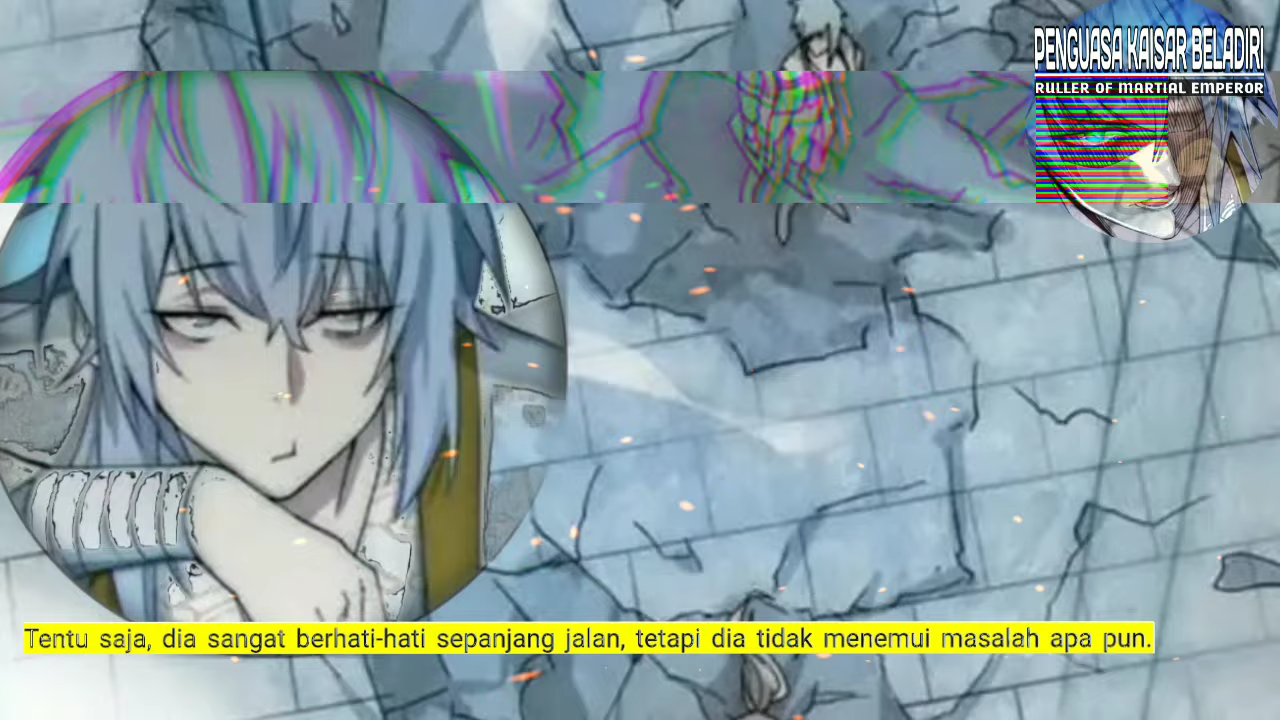 PENGUASA KAISAR BELADIRI
RULLER OF MARTIAL EMPEROR
Tentu saja, dia sangat berhati-hati sepanjang jalan, tetapi dia tidak menemui masalah apa pun.